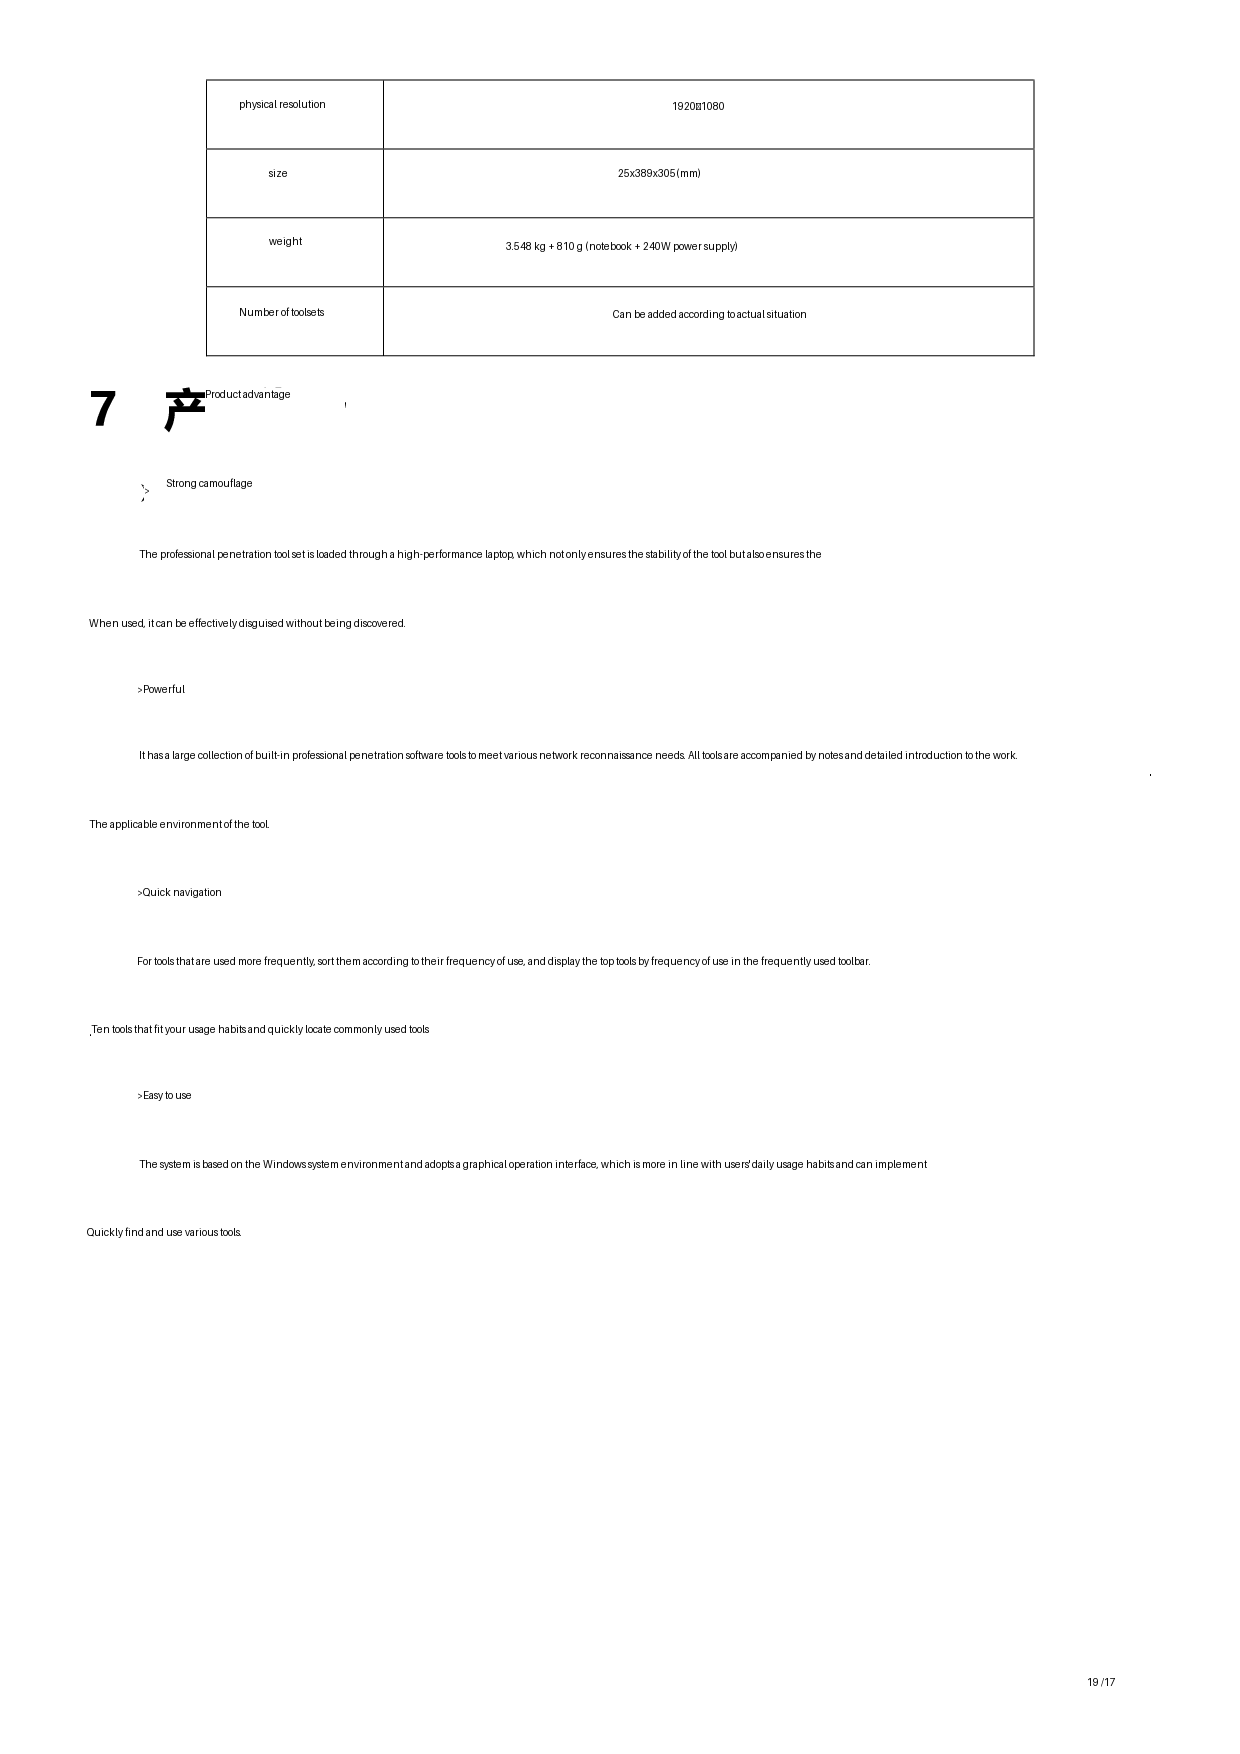 physical resolution
1920 1080
size
25x389x305(mm)
weight
3.548 kg + 810 g (notebook + 240W power supply)
Number of toolsets
Can be added according to actual situation
7 产 Product advantage
> Strong camouflage
The professional penetration tool set is loaded through a high-performance laptop, which not only ensures the stability of the tool but also ensures the
When used, it can be effectively disguised without being discovered.
>Powerful
It has a large collection of built-in professional penetration software tools to meet various network reconnaissance needs. All tools are accompanied by notes and detailed introduction to the work.
The applicable environment of the tool.
>Quick navigation
For tools that are used more frequently, sort them according to their frequency of use, and display the top tools by frequency of use in the frequently used toolbar.
Ten tools that fit your usage habits and quickly locate commonly used tools
>Easy to use
The system is based on the Windows system environment and adopts a graphical operation interface, which is more in line with users' daily usage habits and can implement
Quickly find and use various tools.
19 /17